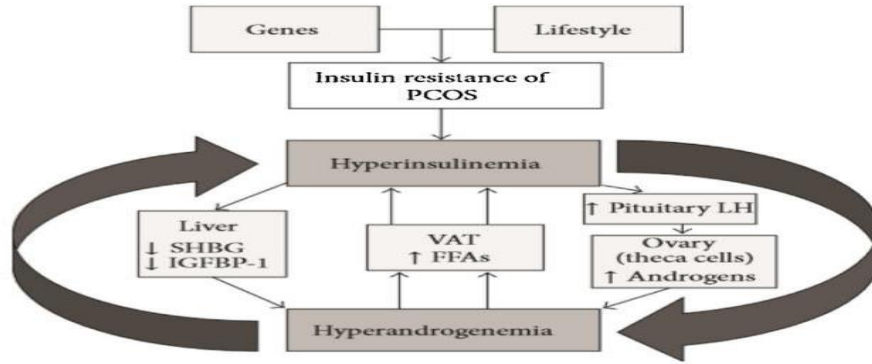 Genes
Lifestyle
Insulin resistance of
PCOS
Hyperinsulinemia
Liver
↓ SHBG
↓ IGFBP-1
VAT
↑ FFAs
↑ Pituitary LH
Ovary
(theca cells)
↑ Androgens
Hyperandrogenemia